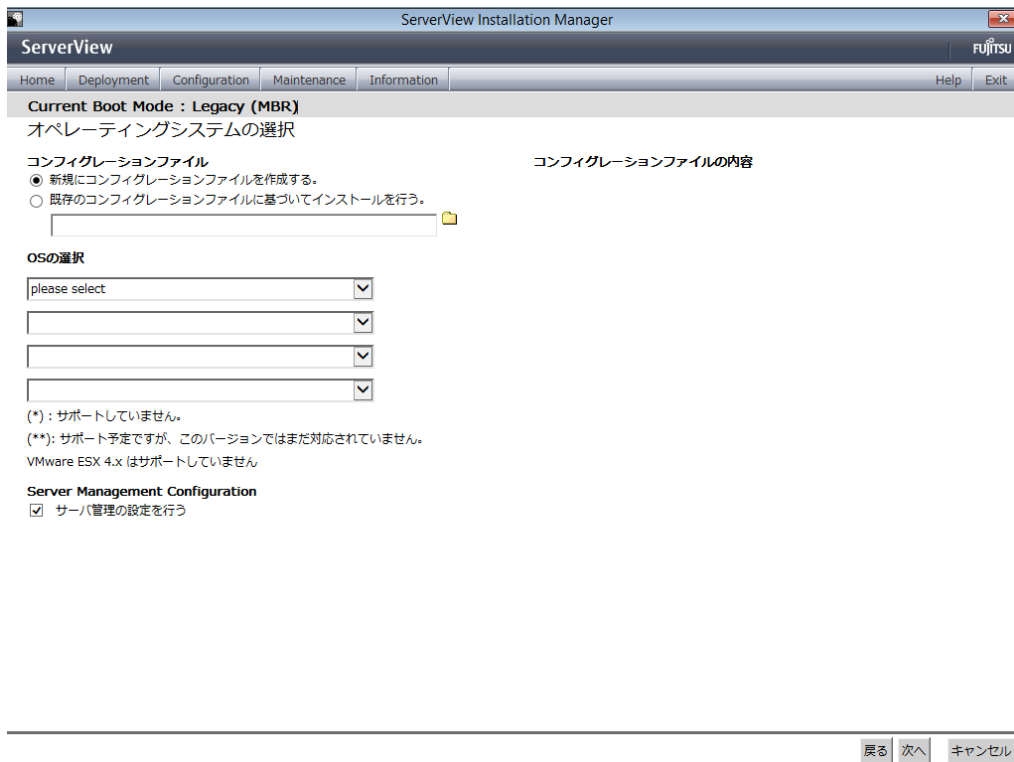 ServerView Installation Manager
ServerView
FUJITSU
Home Deployment Configuration Maintenance Information Help Exit
Current Boot Mode : Legacy (MBR)
オペレーティングシステムの選択
コンフィグレーションファイル
新規にコンフィグレーションファイルを作成する。
既存のコンフィグレーションファイルに基づいてインストールを行う。
コンフィグレーションファイルの内容
OSの選択
please select
(*) : サポートしていません。
(**): サポート予定ですが、このバージョンではまだ対応されていません。
VMware ESX 4.x はサポートしていません
Server Management Configuration
サーバ管理の設定を行う
戻る 次へ キャンセル